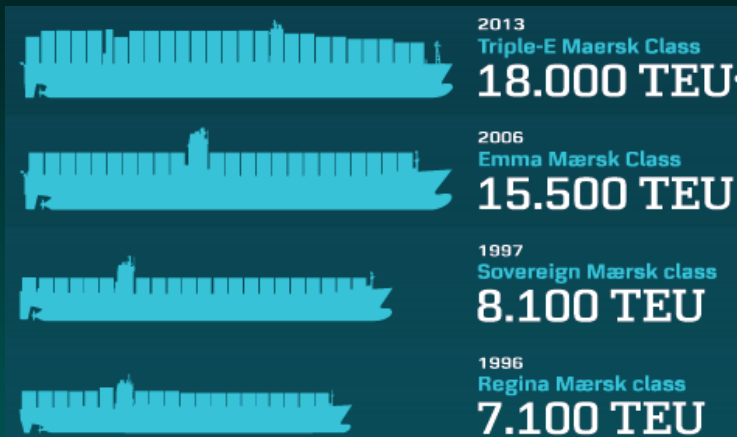 2013
Triple-E Maersk Class
18.000 TEU
2006
Emma Mærsk Class
15.500 TEU
1997
Sovereign Mærsk class
8.100 TEU
1996
Regina Mærsk class
7.100 TEU